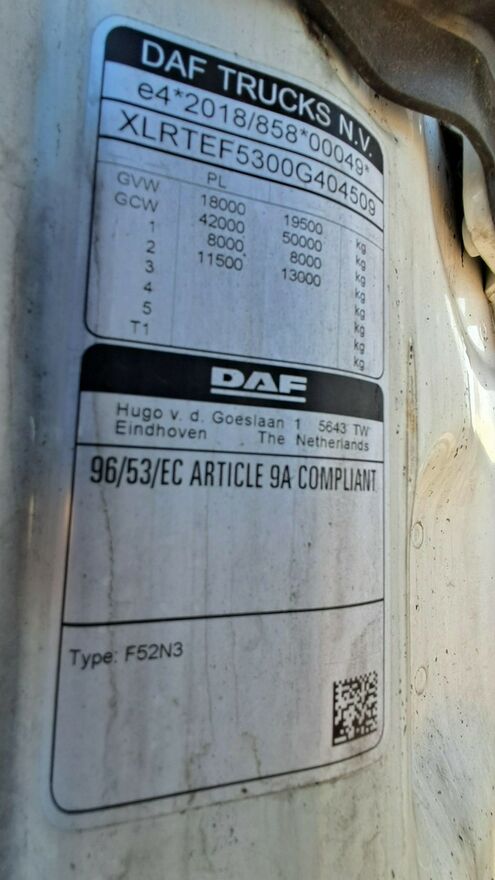 DAF TRUCKS N.V.
e4*2018/858*00049*
XLRTEF5300G404509
PL
GVW 18000 19500 kg
GCW 42000 50000 kg
1 8000 8000 kg
2 11500 13000 kg
3 kg
4 kg
5 kg
T1 kg
DAF
Hugo v. d. Goeslaan 1 5643 TW
Eindhoven The Netherlands
96/53/EC ARTICLE 9A COMPLIANT
Type: F52N3